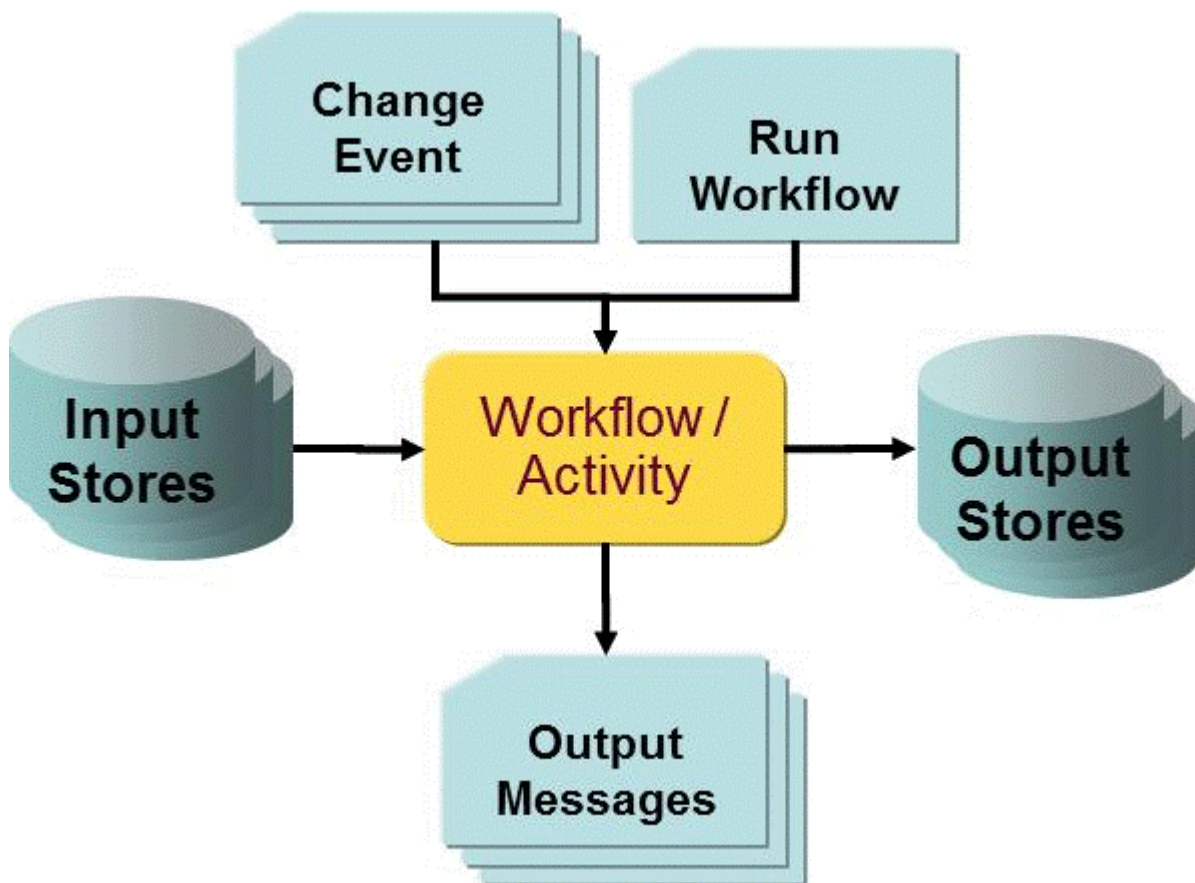 Change
Event
Run
Workflow
Input
Stores
Workflow /
Activity
Output
Stores
Output
Messages